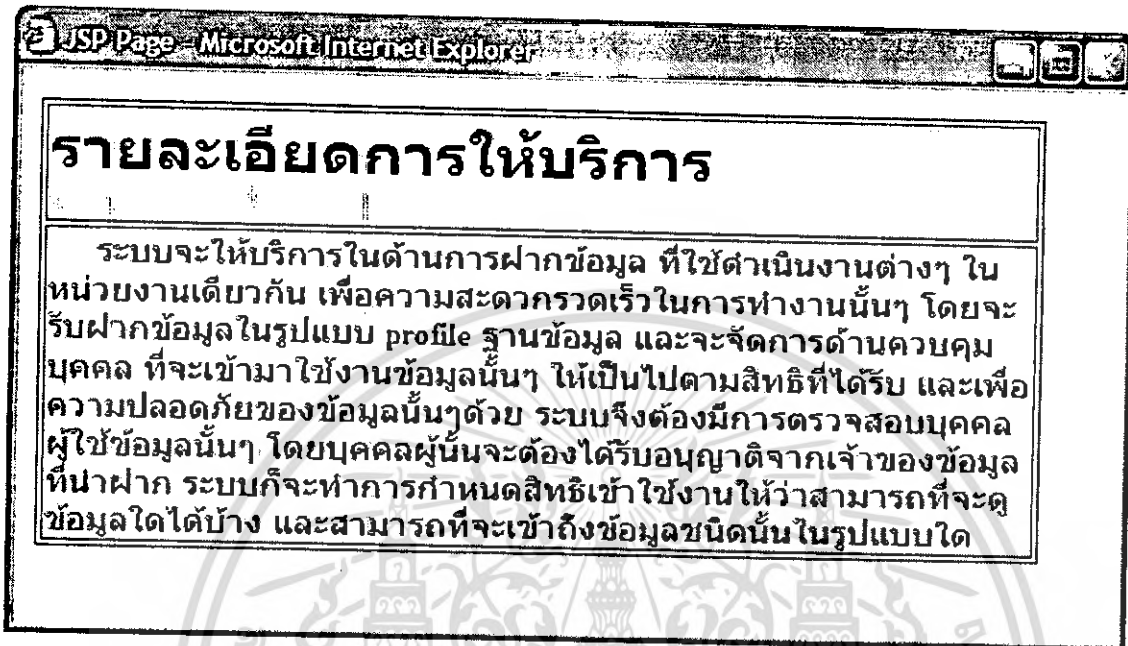 JSP Page - Microsoft Internet Explorer
รายละเอียดการให้บริการ
ระบบจะให้บริการในด้านการฝากข้อมูล ที่ใช้ดำเนินงานต่างๆ ใน
หน่วยงานเดียวกัน เพื่อความสะดวกรวดเร็วในการทำงานนั้นๆ โดยจะ
รับฝากข้อมูลในรูปแบบ profile ฐานข้อมูล และจะจัดการด้านควบคุม
บุคคล ที่จะเข้ามาใช้งานข้อมูลนั้นๆ ให้เป็นไปตามสิทธิที่ได้รับ และเพื่อ
ความปลอดภัยของข้อมูลนั้นๆด้วย ระบบจึงต้องมีการตรวจสอบบุคคล
ผู้ใช้ข้อมูลนั้นๆ โดยบุคคลผู้นั้นจะต้องได้รับอนุญาติจากเจ้าของข้อมูล
ที่นำฝาก ระบบก็จะทำการกำหนดสิทธิเข้าใช้งานให้ว่าสามารถที่จะดู
ข้อมูลใดได้บ้าง และสามารถที่จะเข้าถึงข้อมูลชนิดนั้นในรูปแบบใด